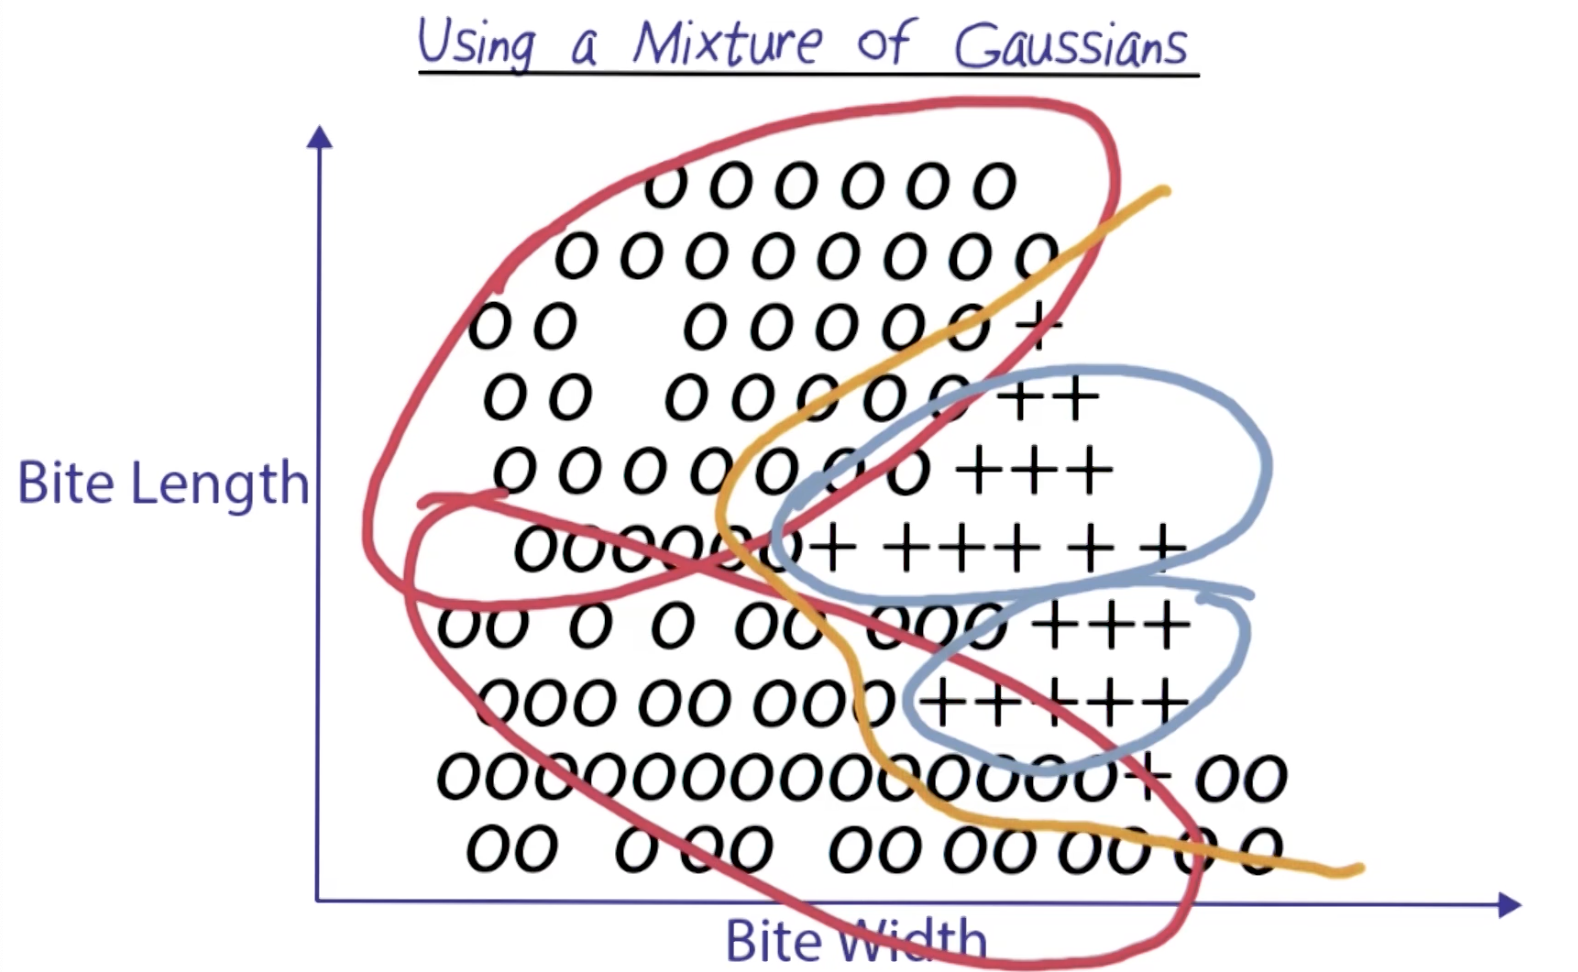 Using a Mixture of Gaussians
O O O O O O
O O O O O O O O
O O O O O O O +
O O O O O O O ++
O O O O O O O +++
OOOOOO+ +++ + +
OO O O OO OOO +++
OOO OO OOO +++++
OOOOOOOOOOOOOOOO+ OO
OO O OO OO OO OO O O
Bite Length
Bite Width